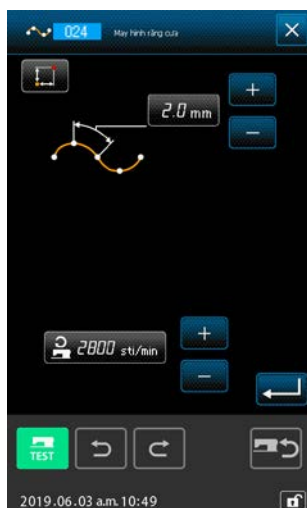 024 May hình răng cưa
2.0 mm
2800 sti/min
TEST
2019.06.03 a.m. 10:49